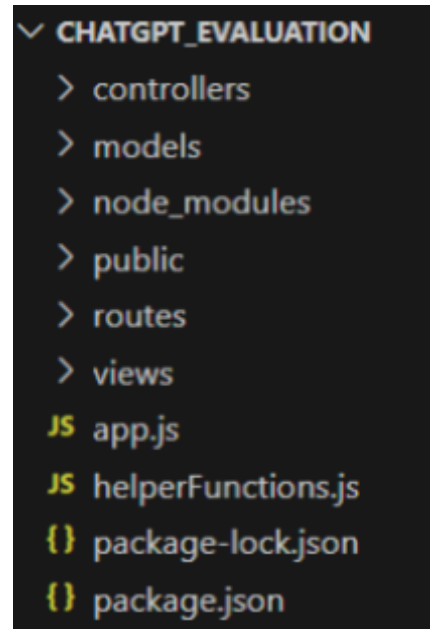 CHATGPT_EVALUATION
controllers
models
node_modules
public
routes
views
JS app.js
JS helperFunctions.js
{} package-lock.json
{} package.json